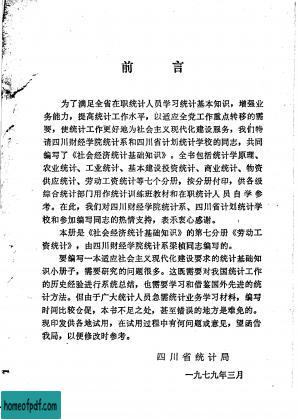 前 言
为了满足全省在职统计人员学习统计基本知识，增强业
务能力，提高统计工作水平，以适应全党工作重点转移的需
要，使统计工作更好地为社会主义现代化建设服务，我们特
请四川财经学院统计系和四川省计划统计学校的同志，共同
编写了《社会经济统计基础知识》。全书包括统计学原理、
农业统计、工业统计、基本建设投资统计、商业统计、物资
供应统计、劳动工资统计等七个分册，按分册付印，供各级
综合统计部门用作统计训练班教材和在职统计人员自学参
考。在此，我们对四川财经学院统计系、四川省计划统计学
校和参加编写同志的热情支持，表示衷心感谢。
本册是《社会经济统计基础知识》的第七分册《劳动工
资统计》，由四川财经学院统计系梁桢同志编写的。
要编写一本适应社会主义现代化建设要求的统计基础知
识小册子，需要研究的问题很多。这既需要对我国统计工作
的历史经验进行系统总结，也需要学习和借鉴国外先进的统
计方法。但由于广大统计人员急需统计业务学习材料，编写
时间比较仓促，本书不足之处，甚至错误的地方是难免的。
现印发供各地试用，在试用过程中有何问题或意见，望函告
我局，以便修改时参考。
四川省统计局
一九七九年三月
homeofpdf.com
homeofpdf.com